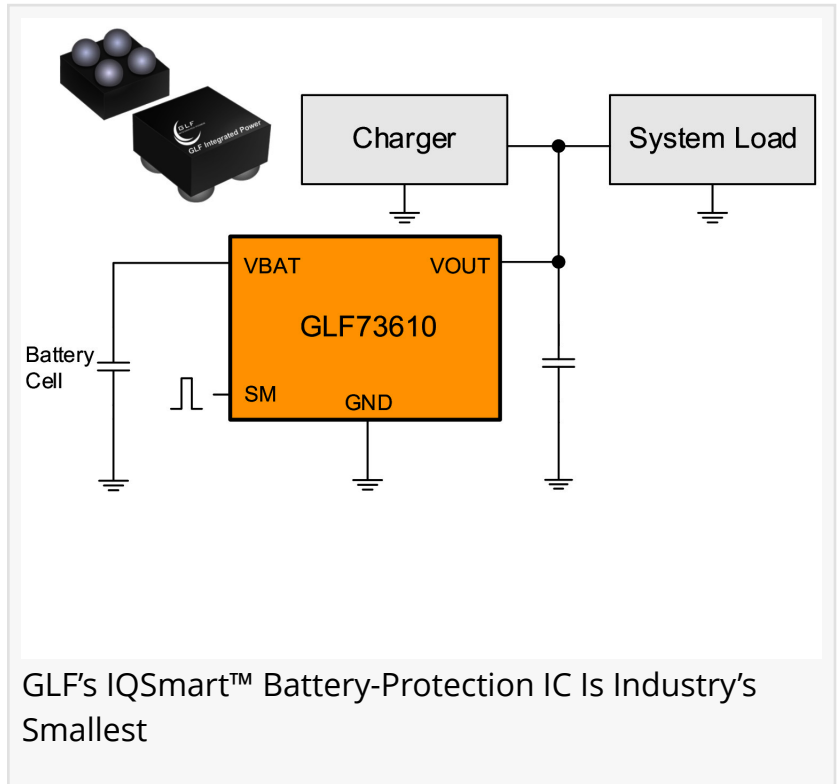 GLF
GLF Integrated Power
Charger
System Load
VBAT
VOUT
GLF73610
Battery
Cell
SM
GND
GLF's IQSmart™ Battery-Protection IC Is Industry's
Smallest